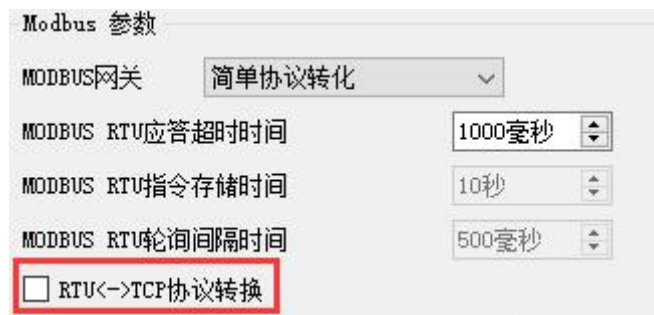 Modbus 参数
MODBUS网关 简单协议转化
MODBUS RTU应答超时时间 1000毫秒
MODBUS RTU指令存储时间 10秒
MODBUS RTU轮询间隔时间 500毫秒
RTU<->TCP协议转换